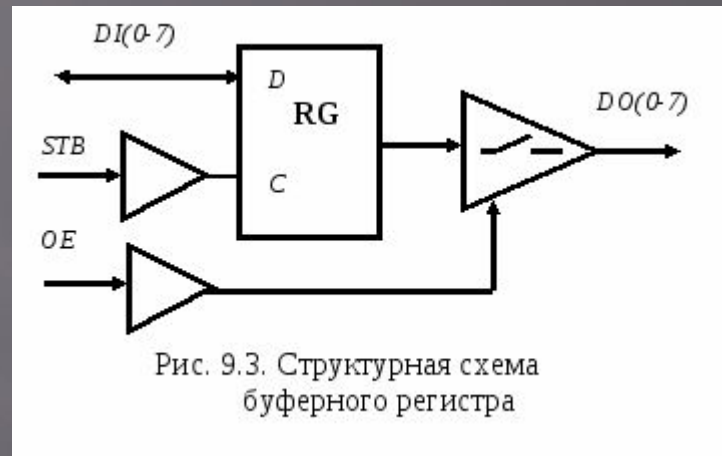 DI(0-7)
D
RG
DO(0-7)
STB
C
OE
Рис. 9.3. Структурная схема
буферного регистра